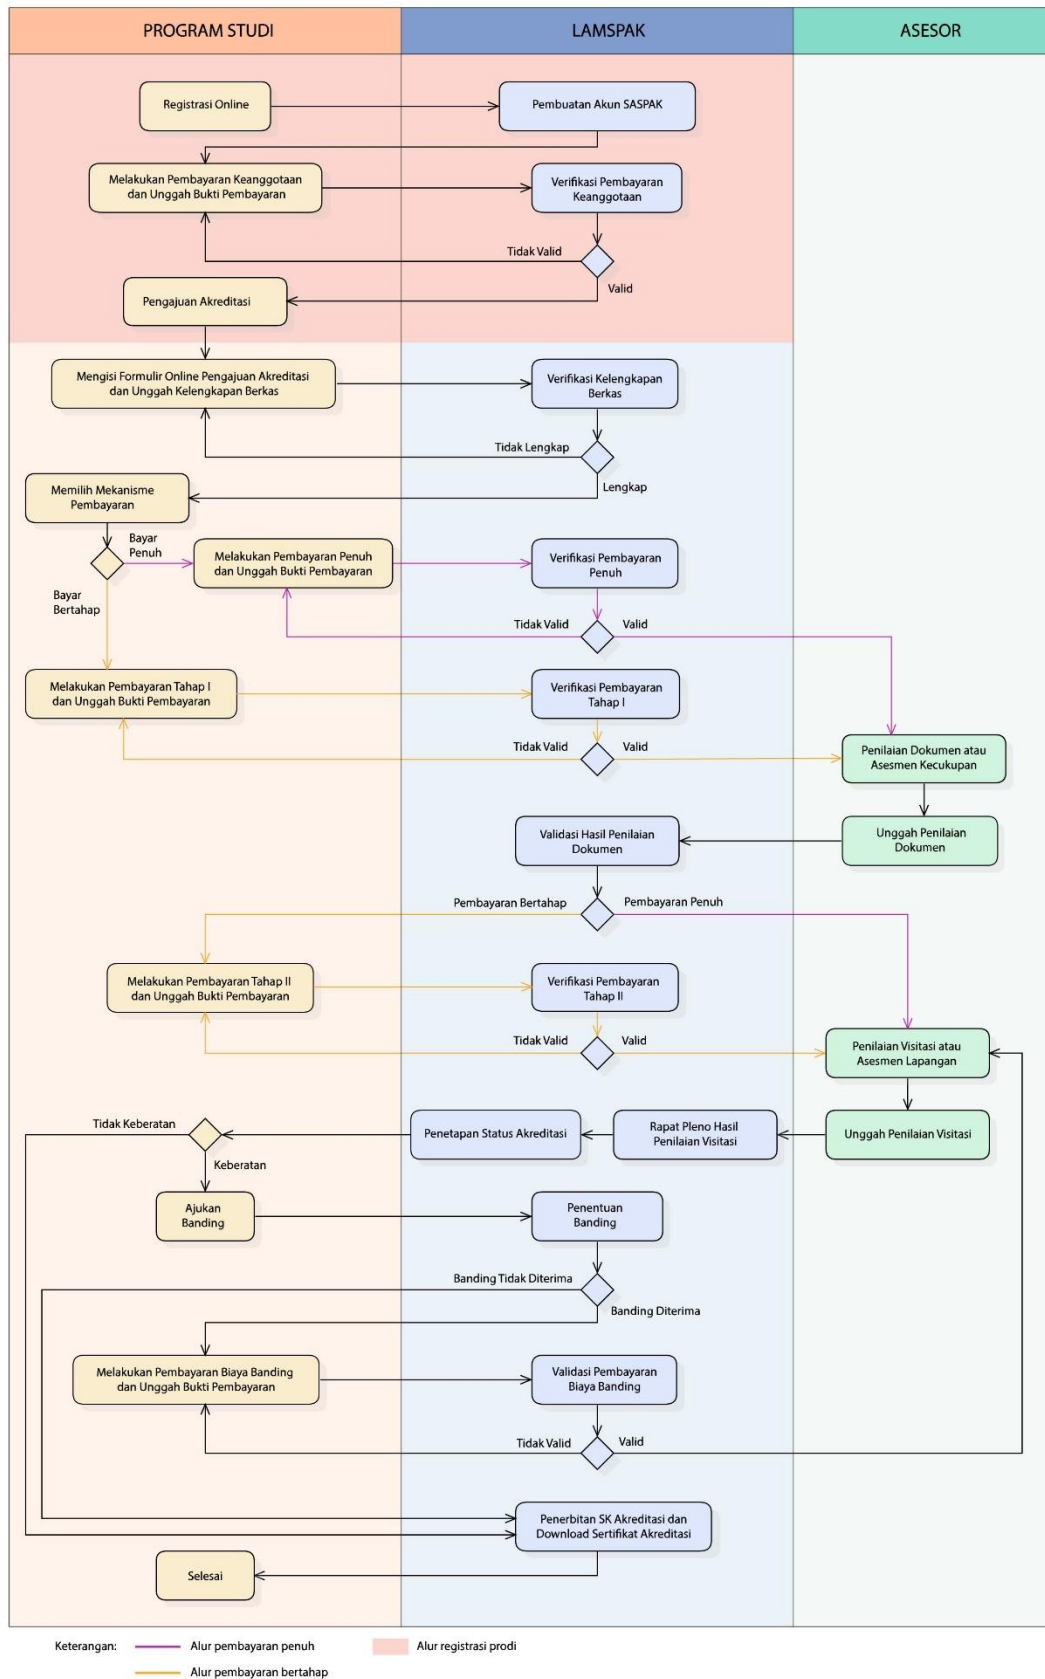 PROGRAM STUDI
LAMSPAK
ASESOR
Registrasi Online
Pembuatan Akun SASPAK
Melakukan Pembayaran Keanggotaan
dan Unggah Bukti Pembayaran
Verifikasi Pembayaran
Keanggotaan
Tidak Valid
Valid
Pengajuan Akreditasi
Mengisi Formulir Online Pengajuan Akreditasi
dan Unggah Kelengkapan Berkas
Verifikasi Kelengkapan
Berkas
Tidak Lengkap
Lengkap
Memilih Mekanisme
Pembayaran
Bayar
Penuh
Bayar
Bertahap
Melakukan Pembayaran Penuh
dan Unggah Bukti Pembayaran
Verifikasi Pembayaran
Penuh
Tidak Valid
Valid
Melakukan Pembayaran Tahap I
dan Unggah Bukti Pembayaran
Verifikasi Pembayaran
Tahap I
Tidak Valid
Valid
Penilaian Dokumen atau
Asesmen Kecukupan
Unggah Penilaian
Dokumen
Validasi Hasil Penilaian
Dokumen
Pembayaran Bertahap
Pembayaran Penuh
Melakukan Pembayaran Tahap II
dan Unggah Bukti Pembayaran
Verifikasi Pembayaran
Tahap II
Tidak Valid
Valid
Penilaian Visitasi atau
Asesmen Lapangan
Unggah Penilaian Visitasi
Rapat Pleno Hasil
Penilaian Visitasi
Penetapan Status Akreditasi
Tidak Keberatan
Keberatan
Ajukan
Banding
Penentuan
Banding
Banding Tidak Diterima
Banding Diterima
Melakukan Pembayaran Biaya Banding
dan Unggah Bukti Pembayaran
Validasi Pembayaran
Biaya Banding
Tidak Valid
Valid
Penerbitan SK Akreditasi dan
Download Sertifikat Akreditasi
Selesai
Keterangan:
Alur pembayaran penuh
Alur registrasi prodi
Alur pembayaran bertahap